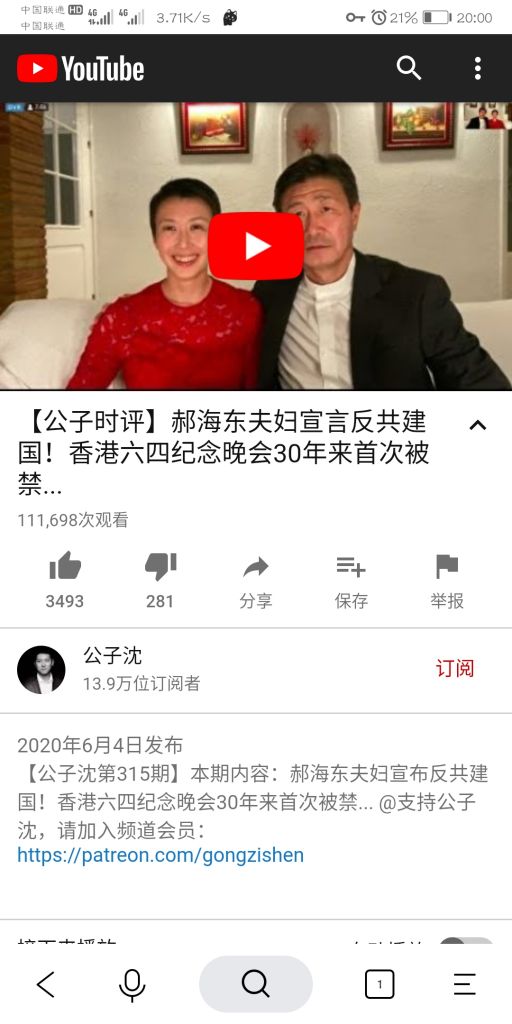 中国联通 HD 4G 4G 3.71K/s 21% 20:00
中国联通
YouTube
【公子时评】郝海东夫妇宣言反共建
国！香港六四纪念晚会30年来首次被
禁...
111,698次观看
3493 281 分享 保存 举报
公子沈
订阅
13.9万位订阅者
2020年6月4日发布
【公子沈第315期】本期内容：郝海东夫妇宣布反共建
国！香港六四纪念晚会30年来首次被禁... @支持公子
沈，请加入频道会员：
https://patreon.com/gongzishen
1